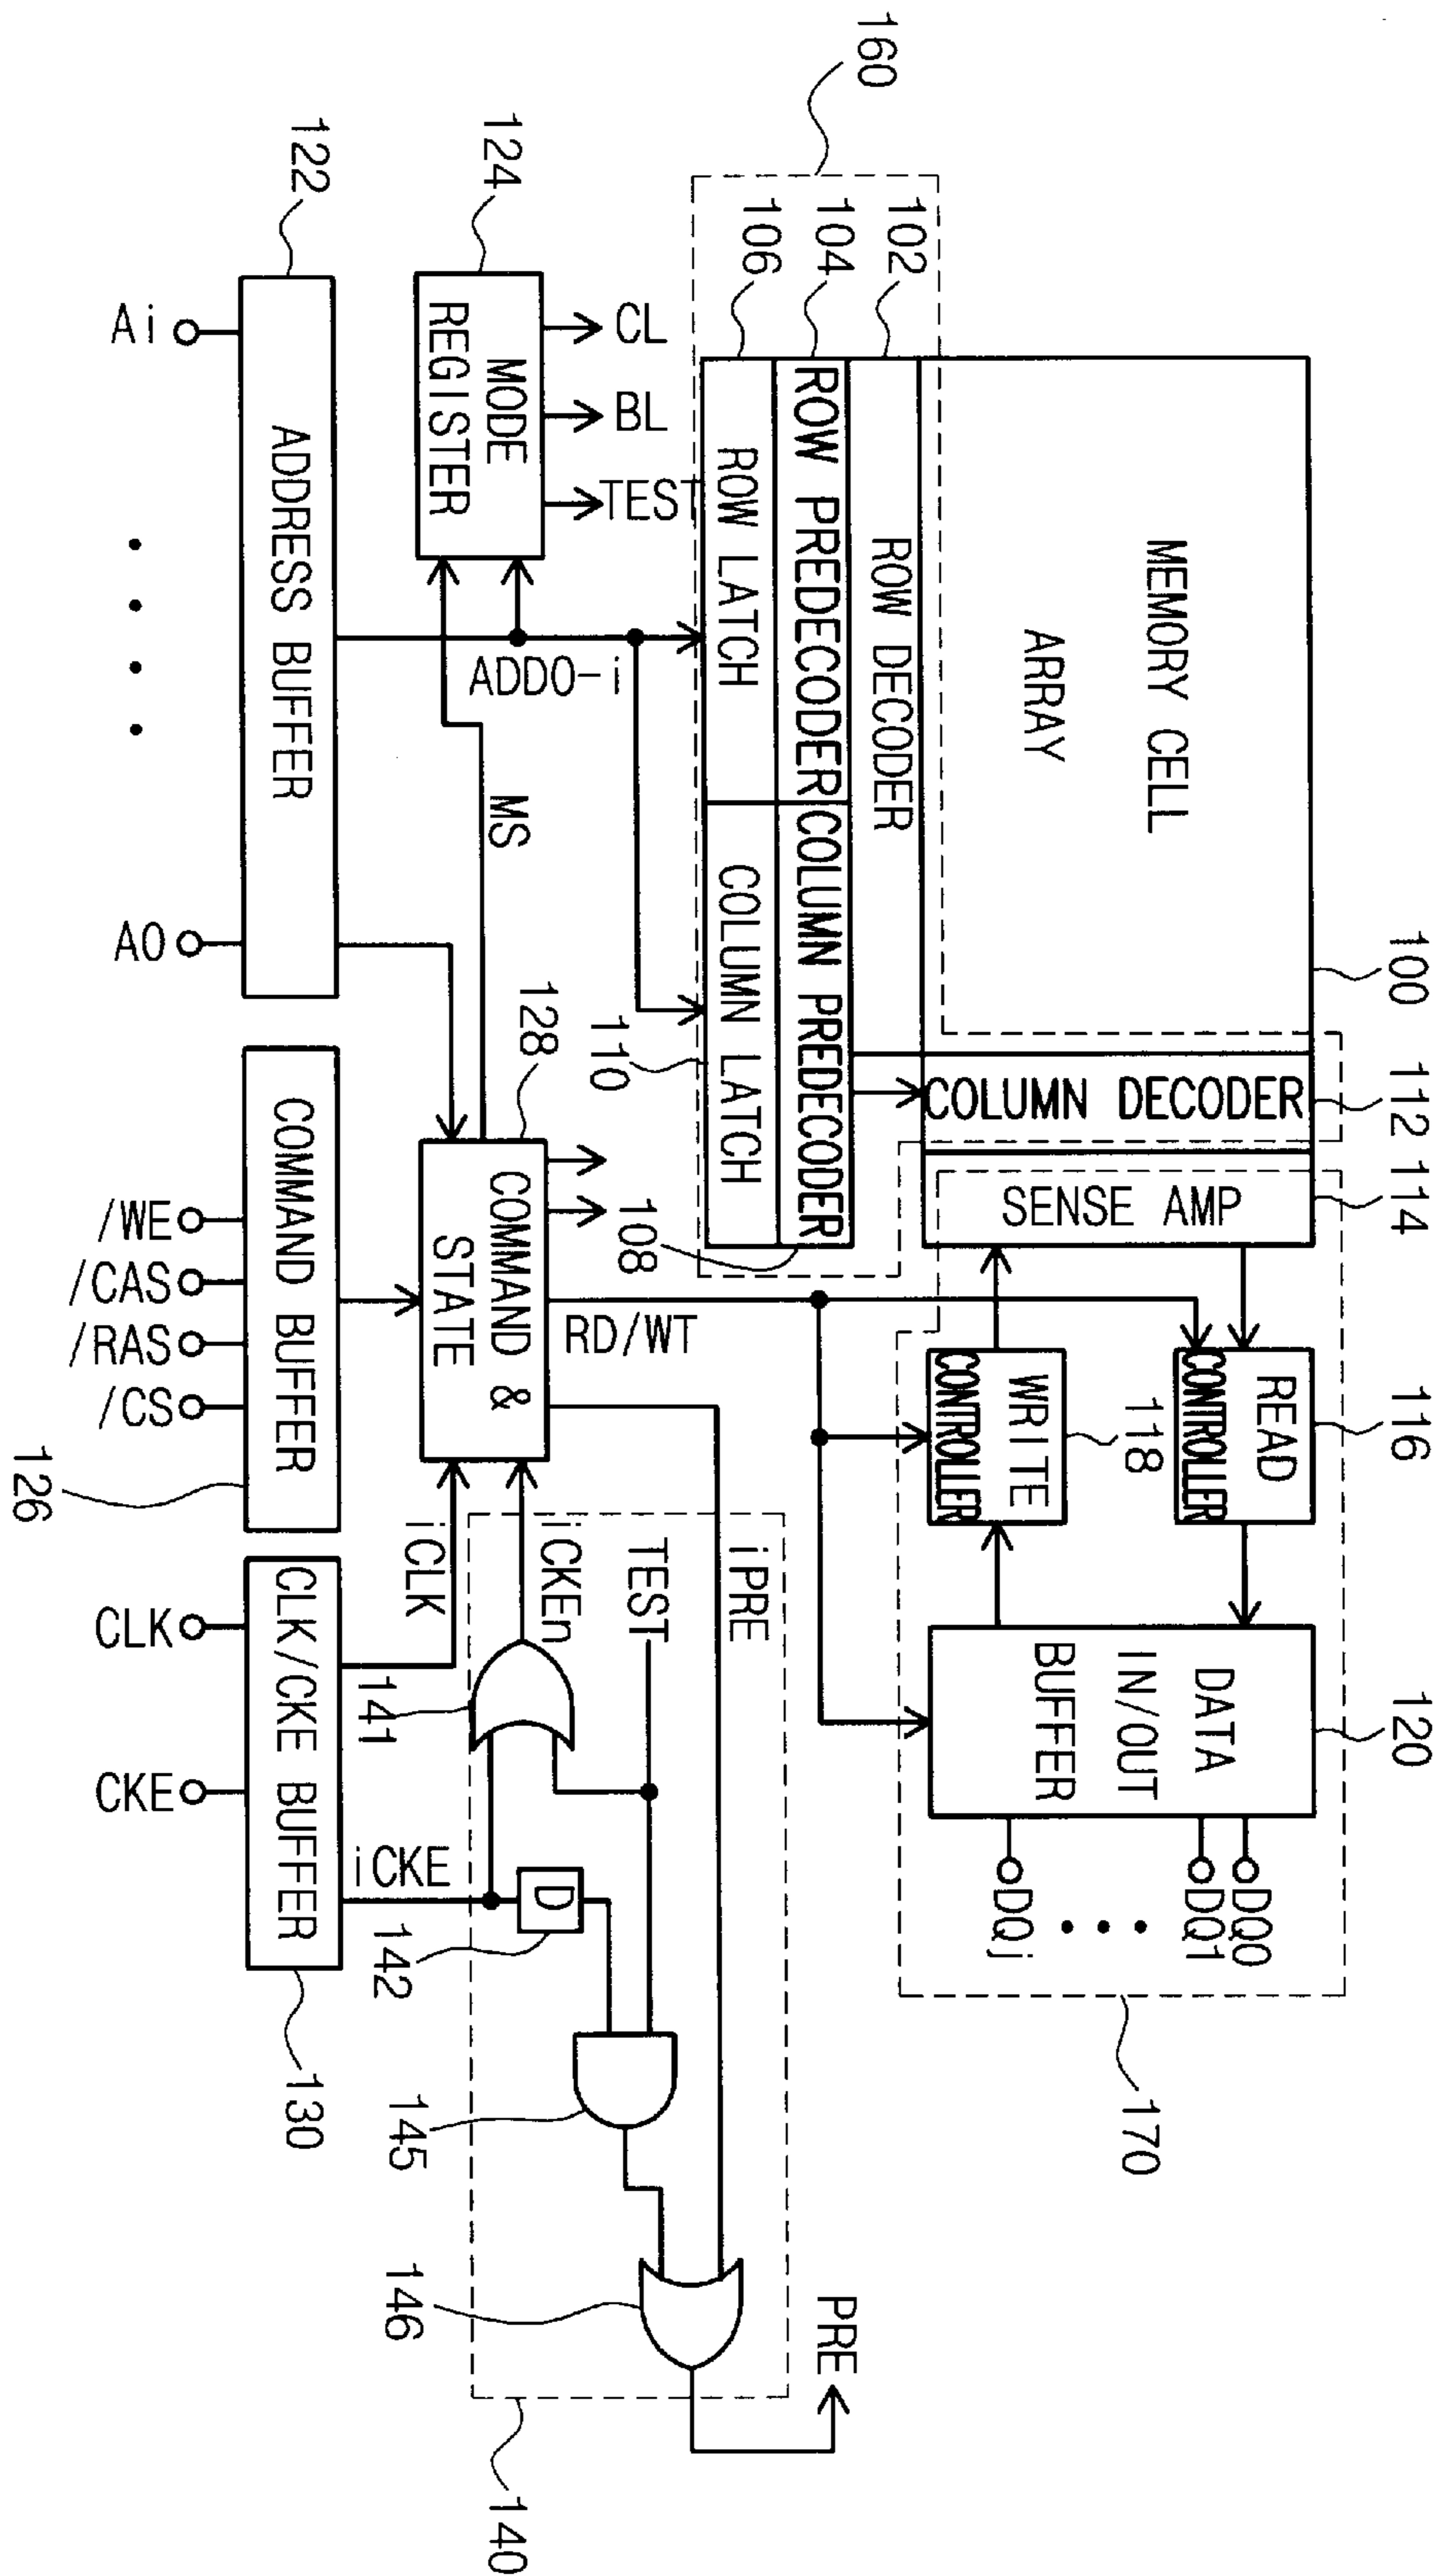 160
102
104
106
MEMORY CELL
ARRAY
100
ROW DECODER
ROW PREDECODER
COLUMN PREDECODER
ROW LATCH
COLUMN LATCH
COLUMN DECODER
112
SENSE AMP
114
110
108
READ
CONTROLLER
116
WRITE
CONTROLLER
118
DATA
IN/OUT
BUFFER
120
DQ0
DQ1
DQj
170
124
CL
BL
TEST
MODE
REGISTER
ADD0-i
MS
128
COMMAND &
STATE
RD/WT
iPRE
TEST
iCKEn
iCLK
141
iCKE
D
142
145
146
PRE
140
122
ADDRESS BUFFER
Ai
A0
COMMAND BUFFER
/WE
/CAS
/RAS
/CS
126
CLK/CKE BUFFER
CLK
CKE
130